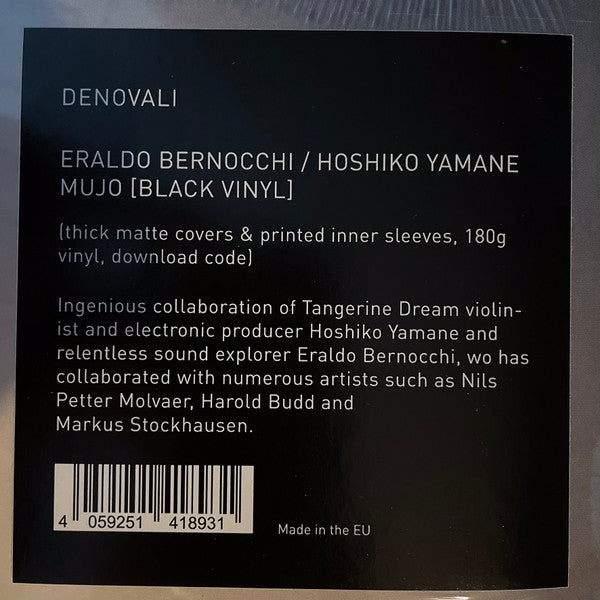 DENOVALI
ERALDO BERNOCCHI / HOSHIKO YAMANE
MUJO [BLACK VINYL]
(thick matte covers & printed inner sleeves, 180g
vinyl, download code)
Ingenious collaboration of Tangerine Dream violin-
ist and electronic producer Hoshiko Yamane and
relentless sound explorer Eraldo Bernocchi, wo has
collaborated with numerous artists such as Nils
Petter Molvaer, Harold Budd and
Markus Stockhausen.
4 059251 418931
Made in the EU